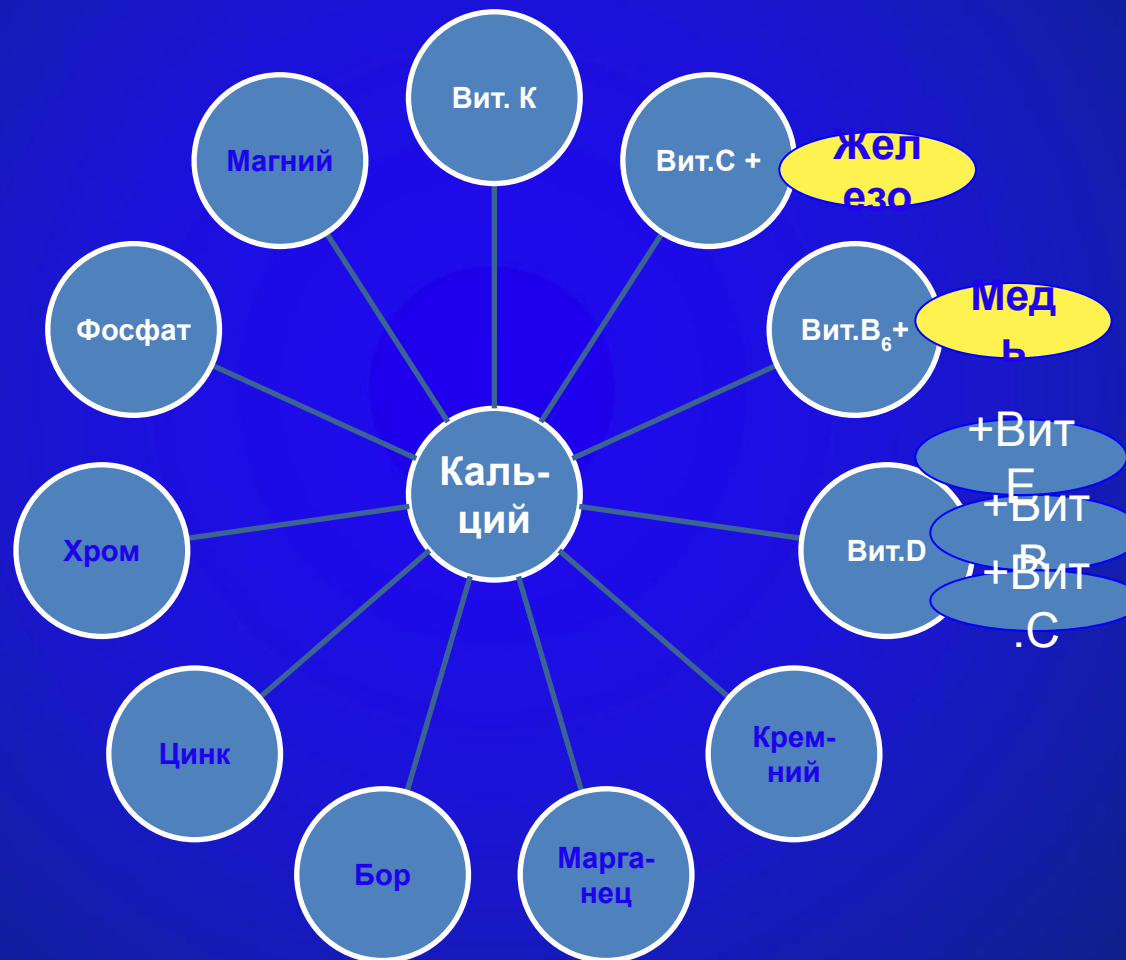 Вит. К
Магний
Вит.С +
Жел
езо
Фосфат
Вит.В6+
Мед
ь
+Вит
Е
+Вит
В
+Вит
.С
Каль-
ций
Хром
Вит.D
Цинк
Крем-
ний
Бор
Марга-
нец